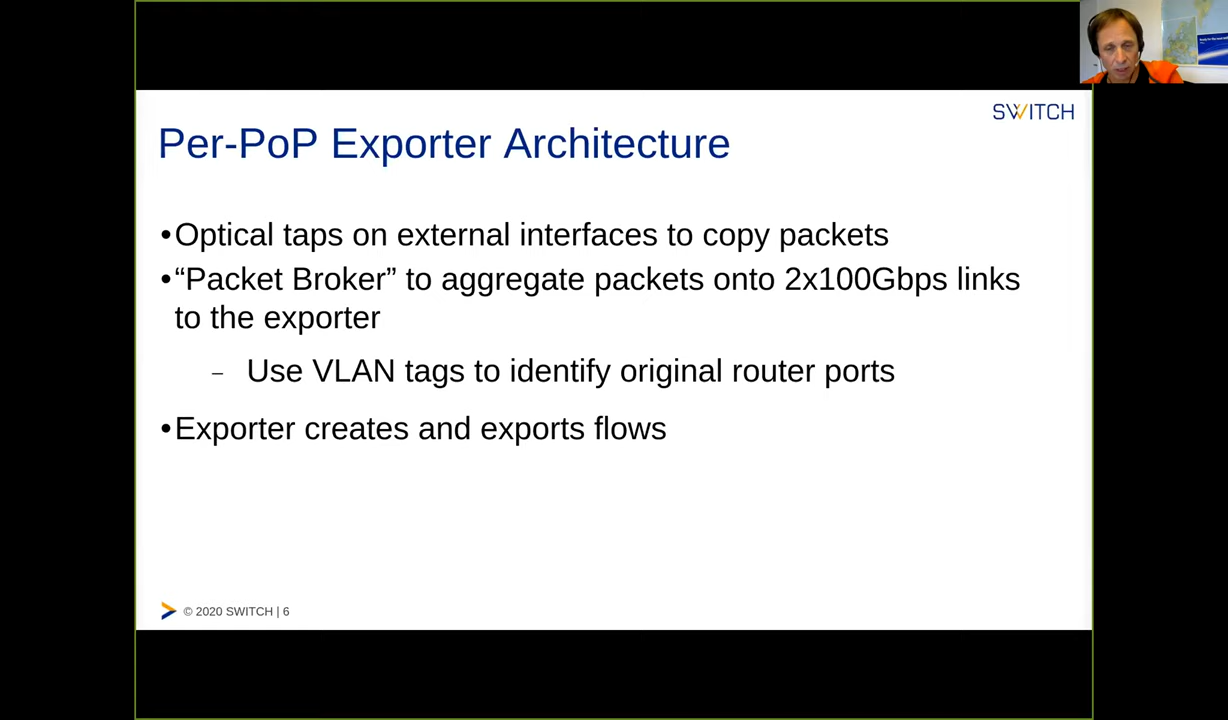 SWITCH
Per-PoP Exporter Architecture
•Optical taps on external interfaces to copy packets
•“Packet Broker” to aggregate packets onto 2x100Gbps links
to the exporter
– Use VLAN tags to identify original router ports
•Exporter creates and exports flows
© 2020 SWITCH | 6